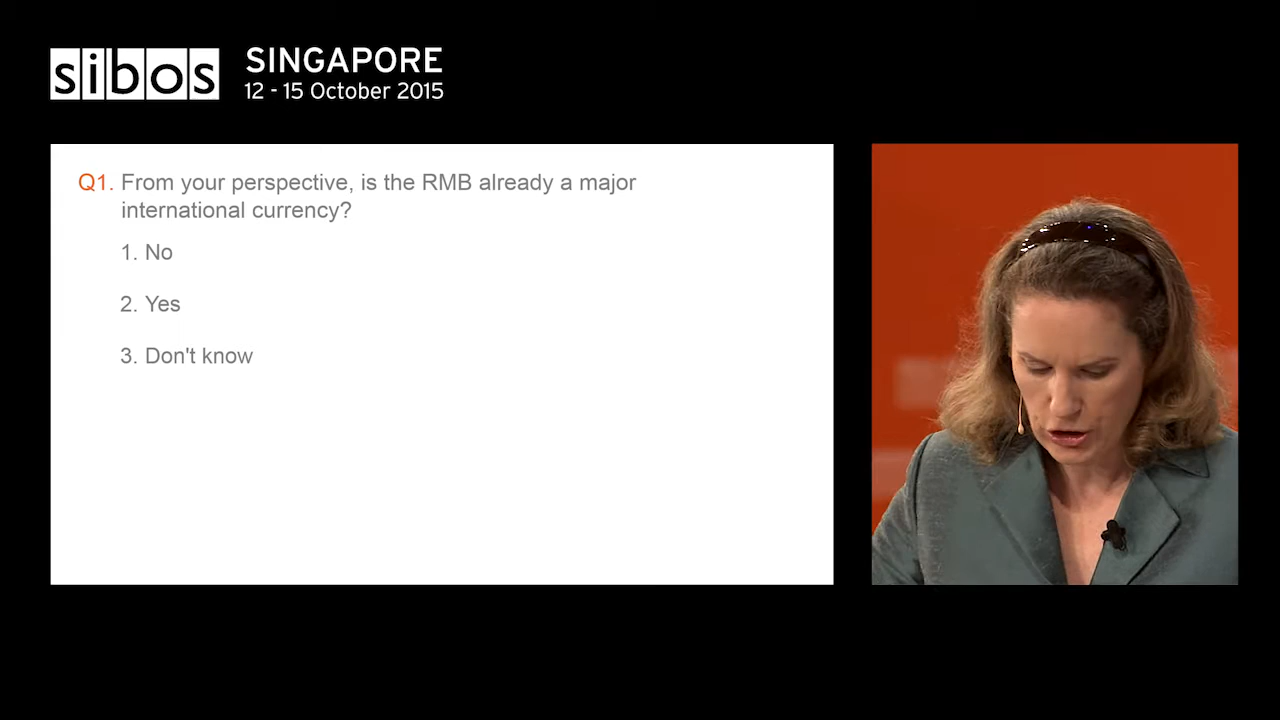 sibos
SINGAPORE
12 - 15 October 2015
Q1. From your perspective, is the RMB already a major
international currency?
1. No
2. Yes
3. Don't know